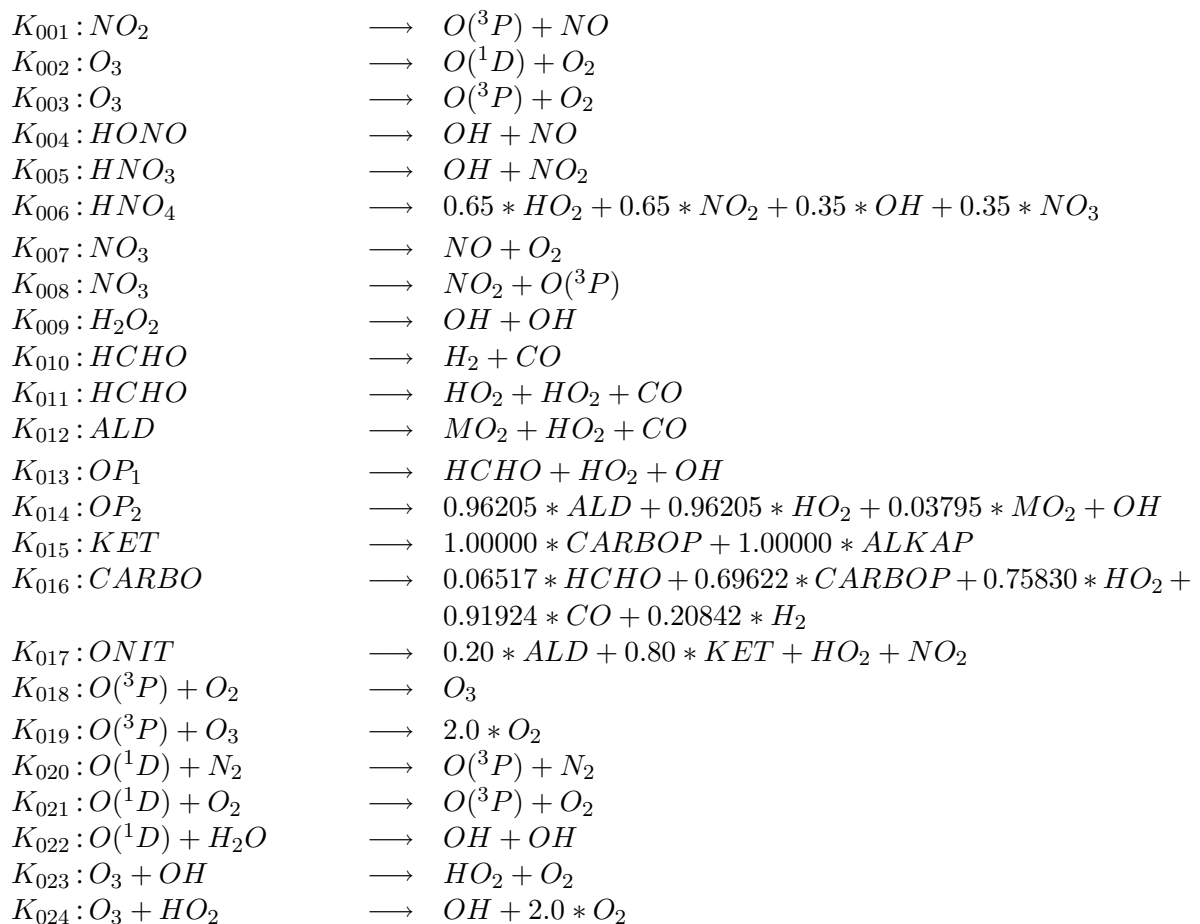 K₀₀₁ : NO₂ ⟶ O(³P) + NO
K₀₀₂ : O₃ ⟶ O(¹D) + O₂
K₀₀₃ : O₃ ⟶ O(³P) + O₂
K₀₀₄ : HONO ⟶ OH + NO
K₀₀₅ : HNO₃ ⟶ OH + NO₂
K₀₀₆ : HNO₄ ⟶ 0.65 ∗ HO₂ + 0.65 ∗ NO₂ + 0.35 ∗ OH + 0.35 ∗ NO₃
K₀₀₇ : NO₃ ⟶ NO + O₂
K₀₀₈ : NO₃ ⟶ NO₂ + O(³P)
K₀₀₉ : H₂O₂ ⟶ OH + OH
K₀₁₀ : HCHO ⟶ H₂ + CO
K₀₁₁ : HCHO ⟶ HO₂ + HO₂ + CO
K₀₁₂ : ALD ⟶ MO₂ + HO₂ + CO
K₀₁₃ : OP₁ ⟶ HCHO + HO₂ + OH
K₀₁₄ : OP₂ ⟶ 0.96205 ∗ ALD + 0.96205 ∗ HO₂ + 0.03795 ∗ MO₂ + OH
K₀₁₅ : KET ⟶ 1.00000 ∗ CARBOP + 1.00000 ∗ ALKAP
K₀₁₆ : CARBO ⟶ 0.06517 ∗ HCHO + 0.69622 ∗ CARBOP + 0.75830 ∗ HO₂ +
0.91924 ∗ CO + 0.20842 ∗ H₂
K₀₁₇ : ONIT ⟶ 0.20 ∗ ALD + 0.80 ∗ KET + HO₂ + NO₂
K₀₁₈ : O(³P) + O₂ ⟶ O₃
K₀₁₉ : O(³P) + O₃ ⟶ 2.0 ∗ O₂
K₀₂₀ : O(¹D) + N₂ ⟶ O(³P) + N₂
K₀₂₁ : O(¹D) + O₂ ⟶ O(³P) + O₂
K₀₂₂ : O(¹D) + H₂O ⟶ OH + OH
K₀₂₃ : O₃ + OH ⟶ HO₂ + O₂
K₀₂₄ : O₃ + HO₂ ⟶ OH + 2.0 ∗ O₂